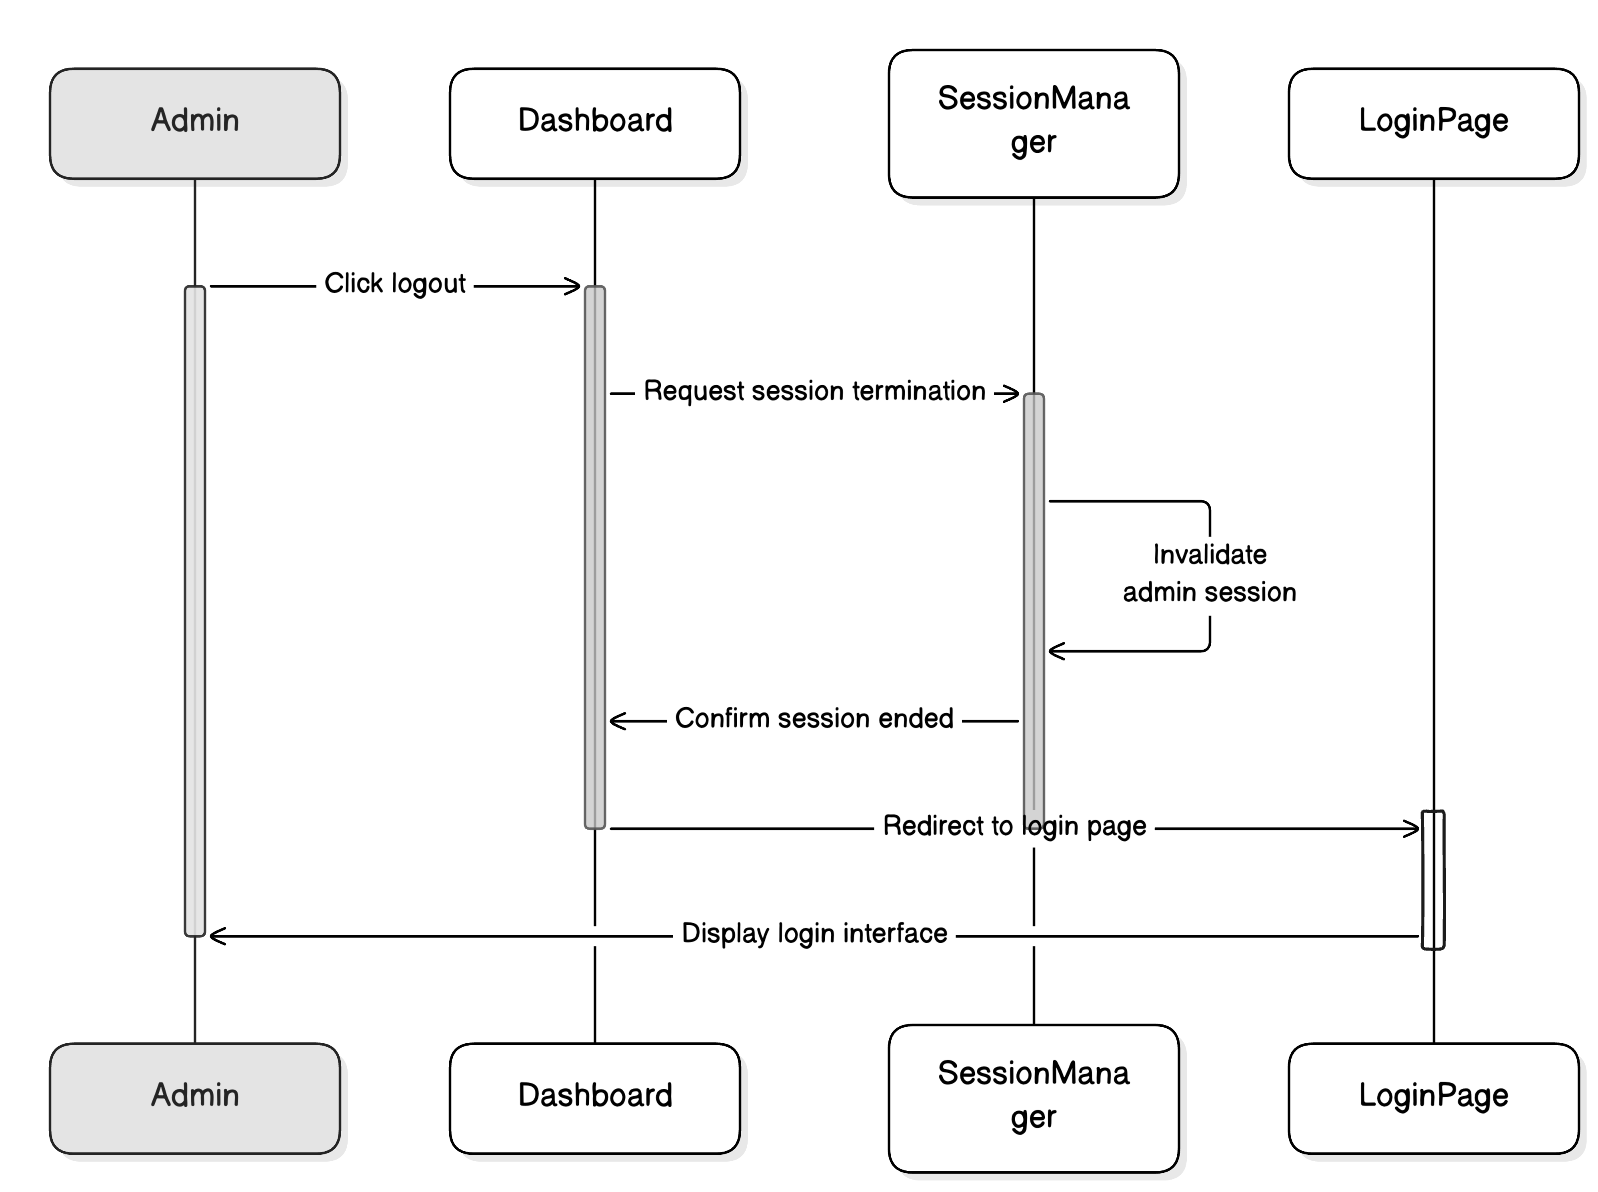 Admin
Dashboard
SessionMana
ger
LoginPage
Click logout
Request session termination
Invalidate
admin session
Confirm session ended
Redirect to login page
Display login interface
Admin
Dashboard
SessionMana
ger
LoginPage